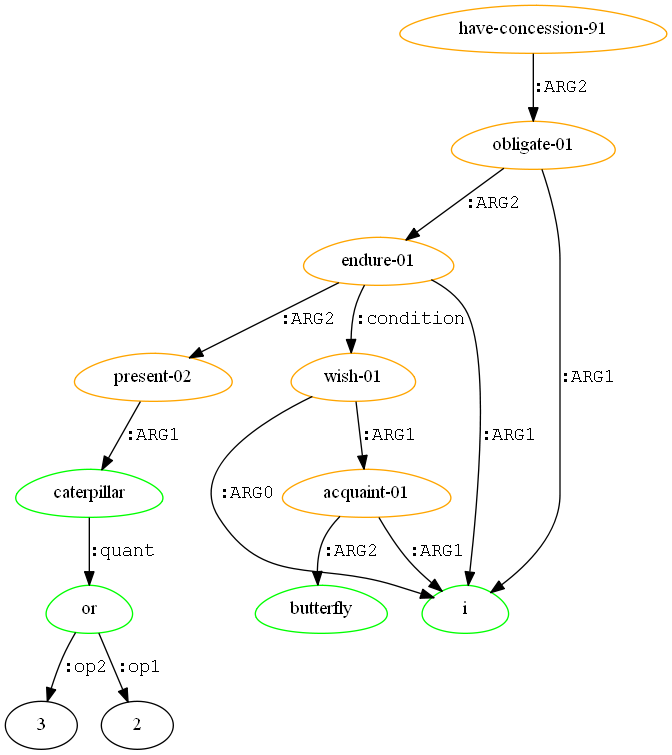 have-concession-91
:ARG2
obligate-01
:ARG2
endure-01
:ARG2 :condition
present-02 wish-01 :ARG1
:ARG1 :ARG1 :ARG1
caterpillar :ARG0 acquaint-01
:quant :ARG2 :ARG1
or butterfly i
:op2 :op1
3 2